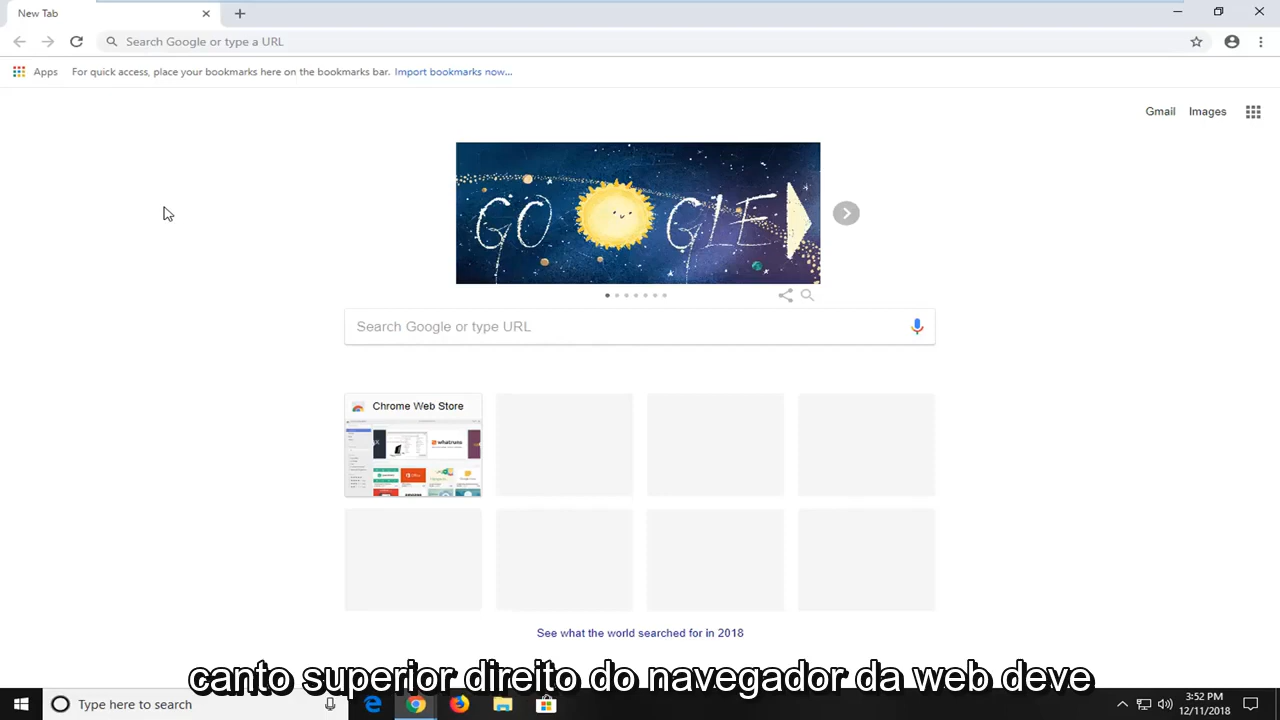 New Tab
Search Google or type a URL
Apps For quick access, place your bookmarks here on the bookmarks bar. Import bookmarks now...
Gmail Images
GOOGLE
Search Google or type URL
Chrome Web Store
whatruns
See what the world searched for in 2018
canto superior direito do navegador da web deve
Type here to search
3:52 PM
12/11/2018